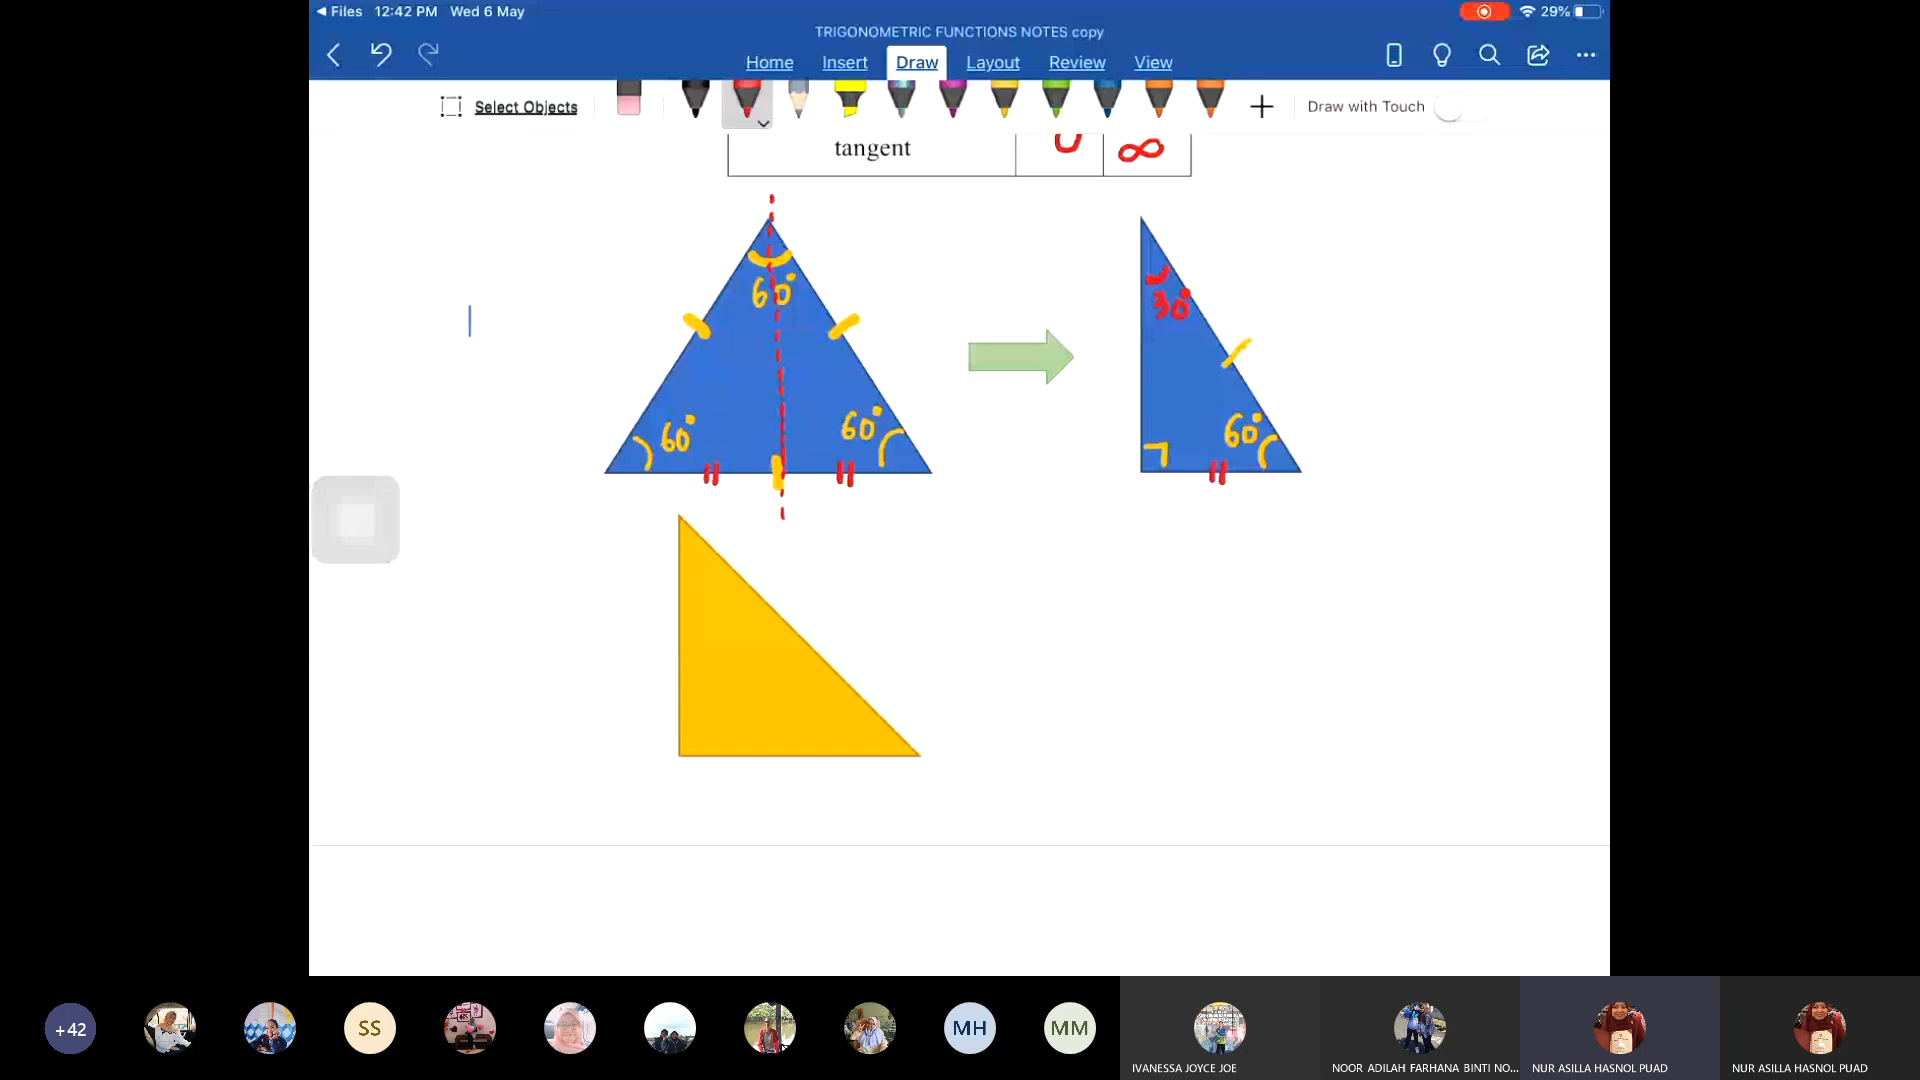 Files 12:42 PM Wed 6 May
29%
TRIGONOMETRIC FUNCTIONS NOTES copy
Home Insert Draw Layout Review View
Select Objects
Draw with Touch
tangent ∞
60°
60°
60°
30°
60°
+42
SS
MH
MM
IVANESSA JOYCE JOE
NOOR ADILAH FARHANA BINTI NO...
NUR ASILLA HASNOL PUAD
NUR ASILLA HASNOL PUAD